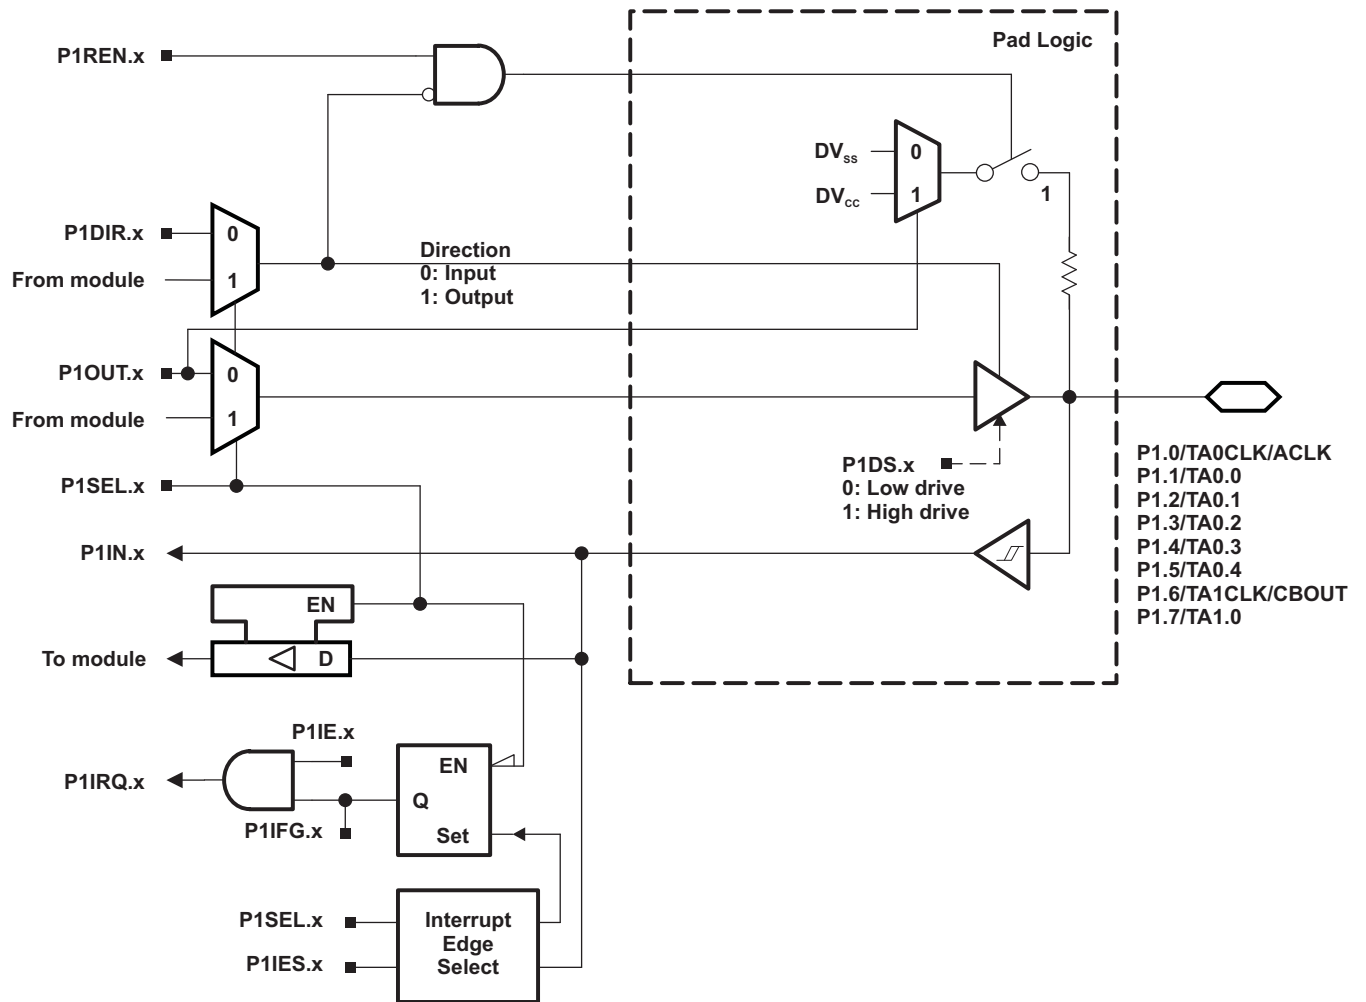 Pad Logic
P1REN.x
DVSS
0
DVCC
1
1
P1DIR.x
0
From module
1
Direction
0: Input
1: Output
P1OUT.x
0
From module
1
P1DS.x
0: Low drive
1: High drive
P1SEL.x
P1IN.x
P1.0/TA0CLK/ACLK
P1.1/TA0.0
P1.2/TA0.1
P1.3/TA0.2
P1.4/TA0.3
P1.5/TA0.4
P1.6/TA1CLK/CBOUT
P1.7/TA1.0
EN
To module
D
P1IE.x
EN
P1IRQ.x
Q
P1IFG.x
Set
P1SEL.x
P1IES.x
Interrupt
Edge
Select